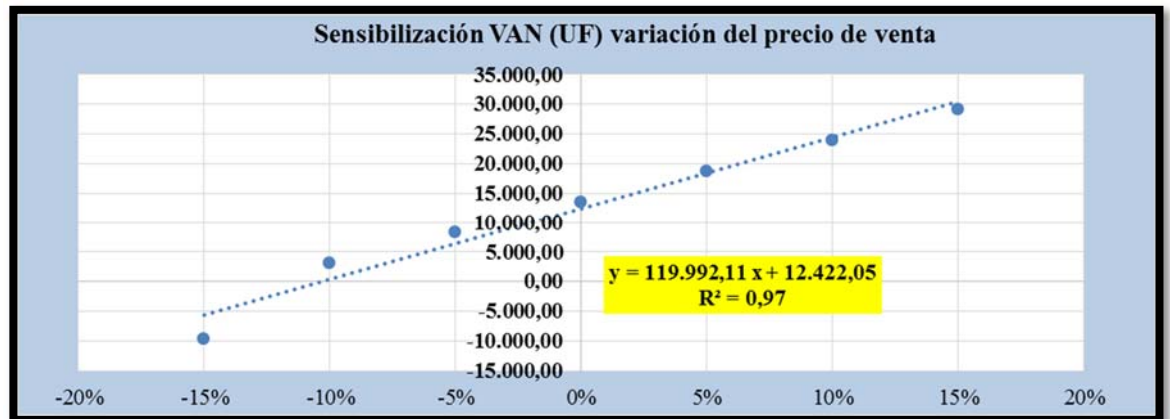 Sensibilización VAN (UF) variación del precio de venta
35.000,00
30.000,00
25.000,00
20.000,00
15.000,00
10.000,00
5.000,00
0,00
-5.000,00
-10.000,00
-15.000,00
y = 119.992,11 x + 12.422,05
R² = 0,97
-20% -15% -10% -5% 0% 5% 10% 15% 20%